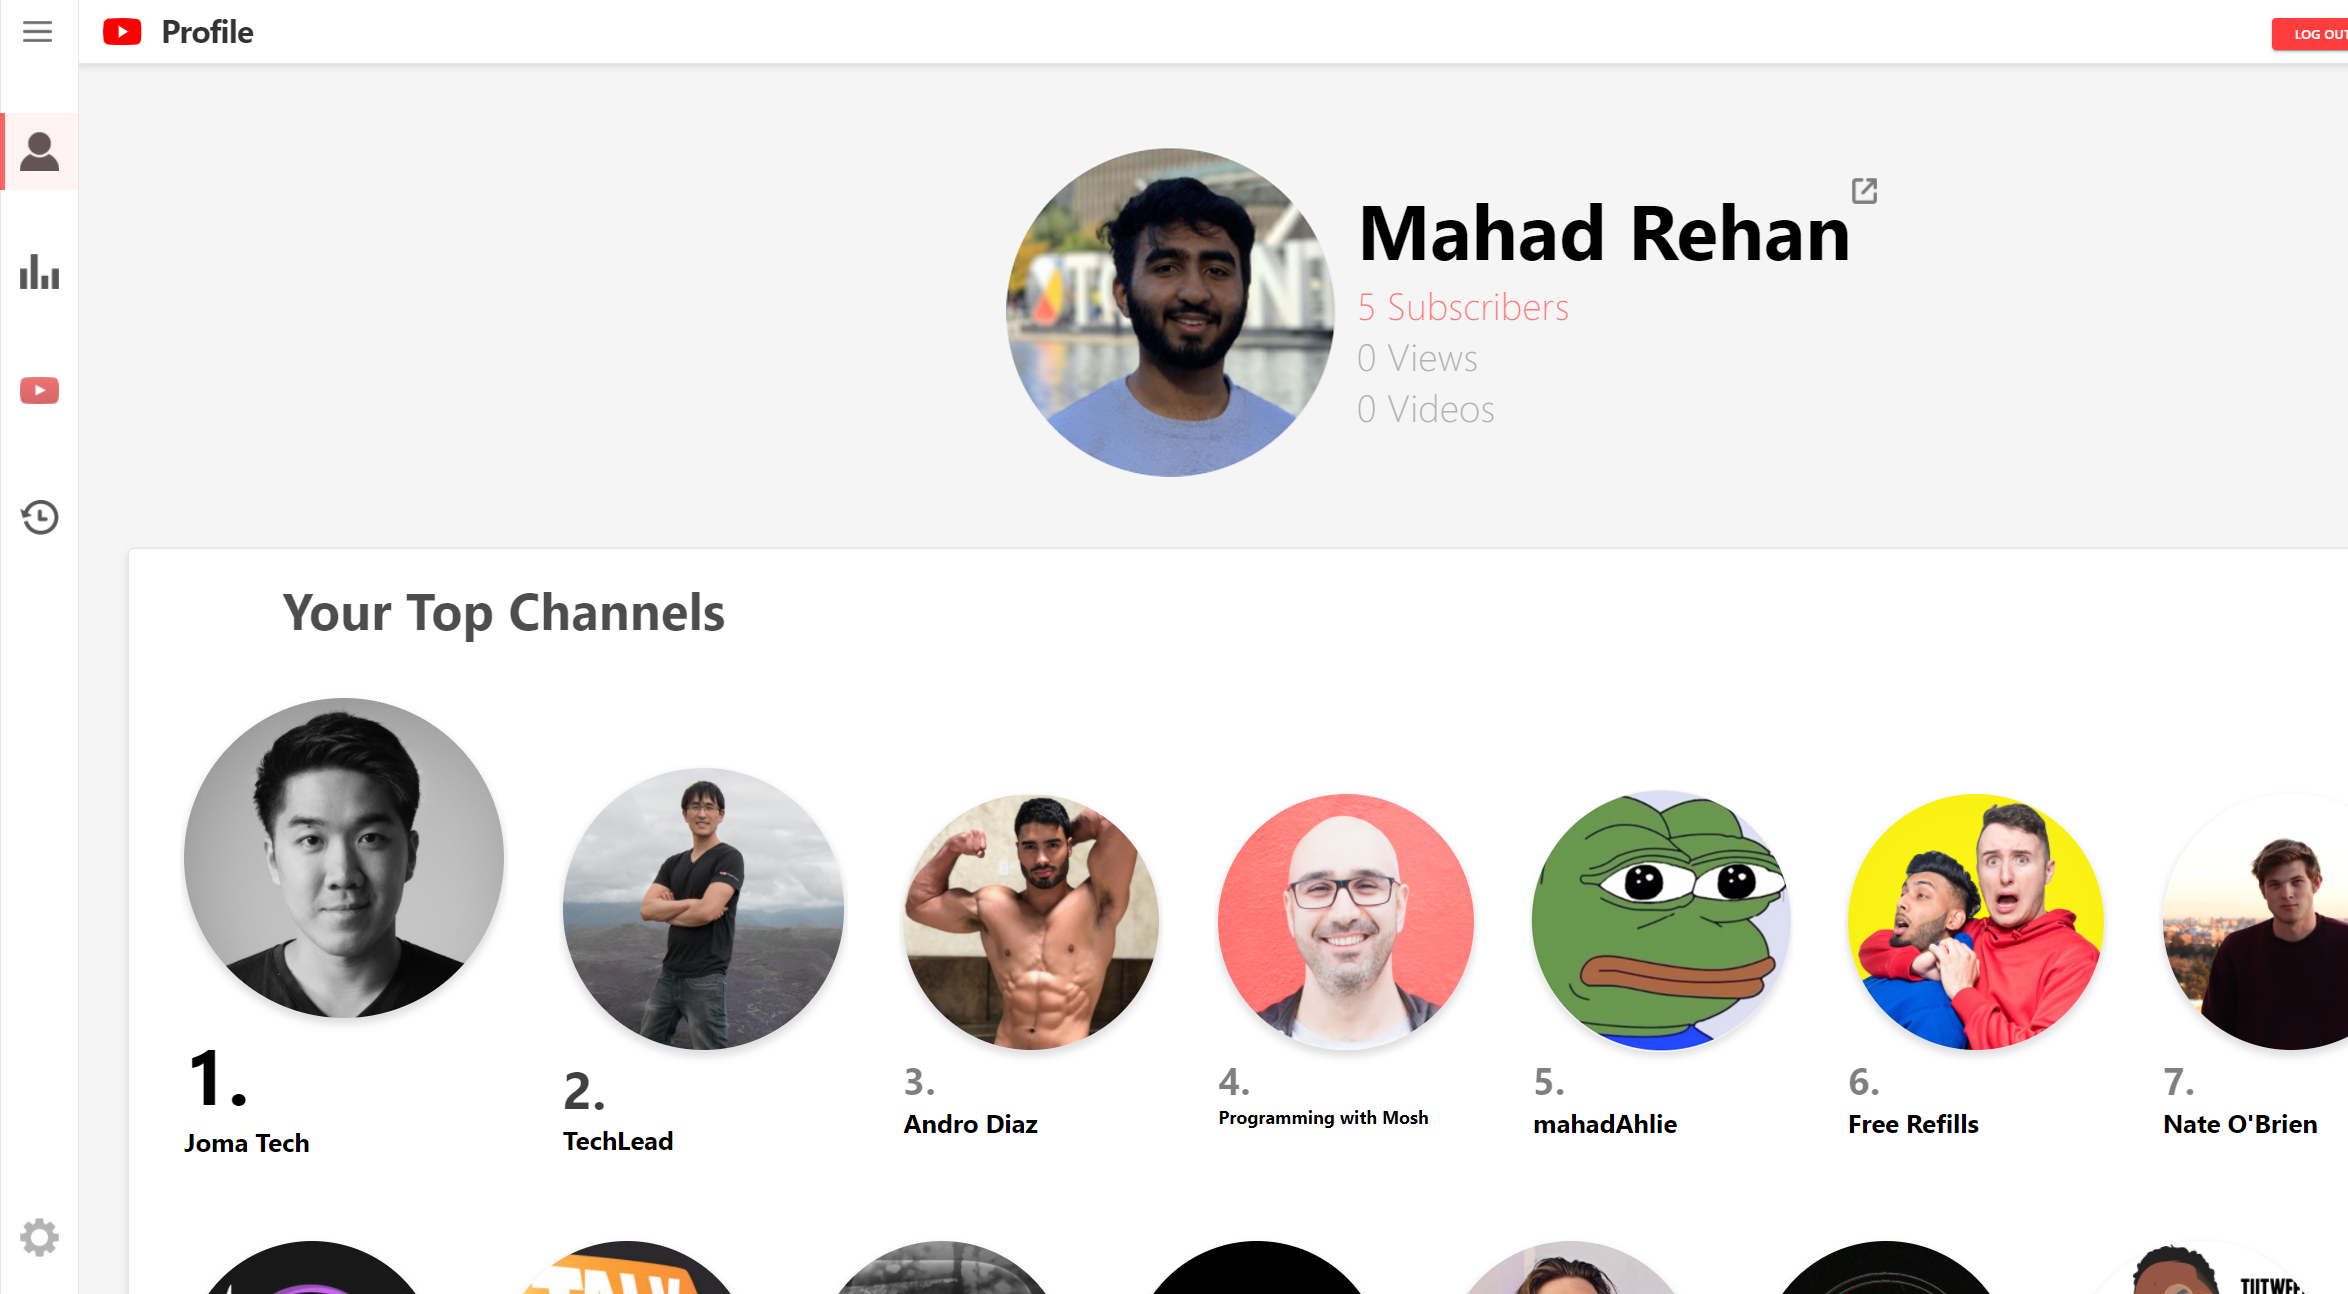 Profile
LOG OUT
Mahad Rehan
5 Subscribers
0 Views
0 Videos
Your Top Channels
1.
Joma Tech
2.
TechLead
3.
Andro Diaz
4.
Programming with Mosh
5.
mahadAhlie
6.
Free Refills
7.
Nate O'Brien
TALK